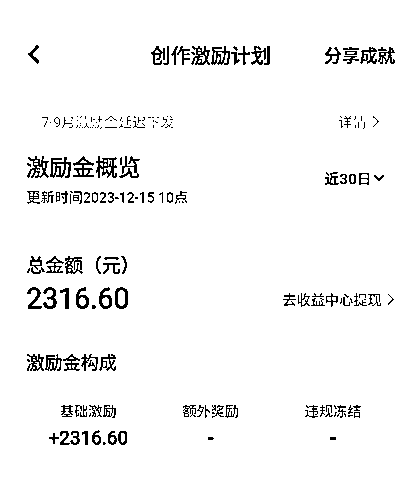 创作激励计划 分享成就
7-9月激励金延迟下发 详情 >
激励金概览
近30日
更新时间2023-12-15 10点
总金额（元）
2316.60
去收益中心提现 >
激励金构成
基础激励 额外奖励 违规冻结
+2316.60 - -